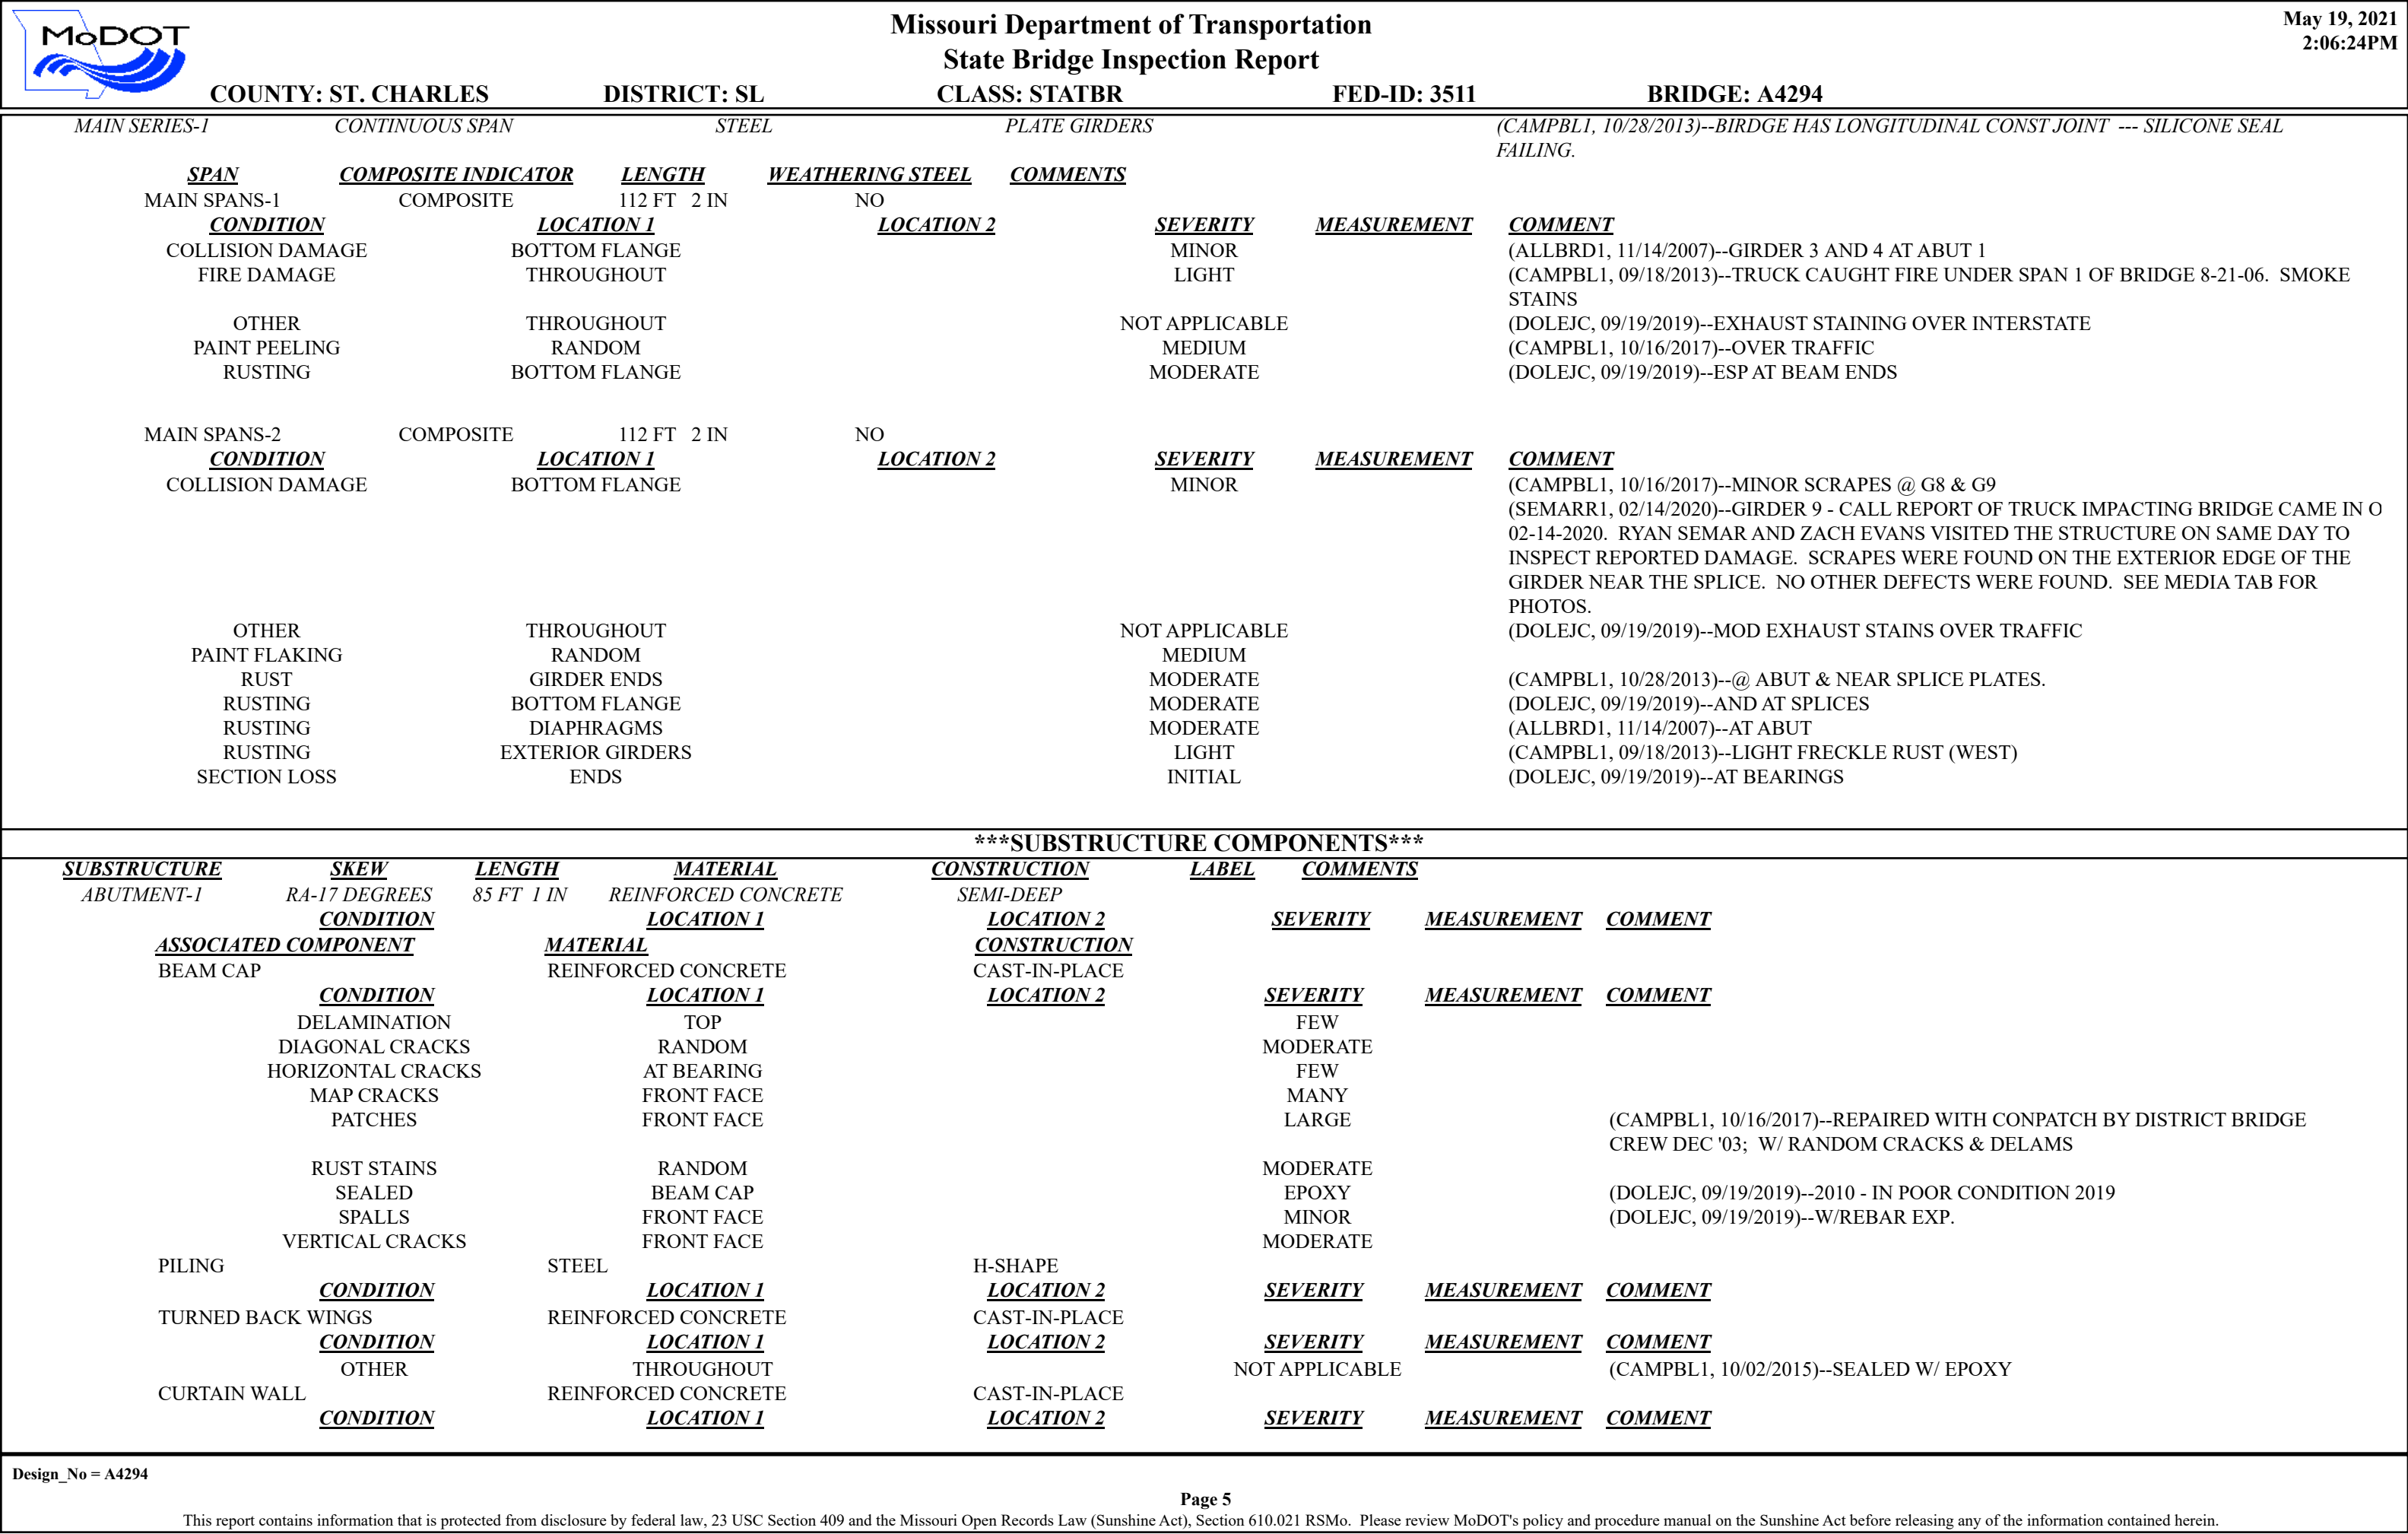 MoDOT
Missouri Department of Transportation
State Bridge Inspection Report
May 19, 2021
2:06:24PM
COUNTY: ST. CHARLES DISTRICT: SL CLASS: STATBR FED-ID: 3511 BRIDGE: A4294
MAIN SERIES-1 CONTINUOUS SPAN STEEL PLATE GIRDERS (CAMPBL1, 10/28/2013)--BIRDGE HAS LONGITUDINAL CONST JOINT --- SILICONE SEAL
FAILING.
SPAN COMPOSITE INDICATOR LENGTH WEATHERING STEEL COMMENTS
MAIN SPANS-1 COMPOSITE 112 FT 2 IN NO
CONDITION LOCATION 1 LOCATION 2 SEVERITY MEASUREMENT COMMENT
COLLISION DAMAGE BOTTOM FLANGE MINOR (ALLBRD1, 11/14/2007)--GIRDER 3 AND 4 AT ABUT 1
FIRE DAMAGE THROUGHOUT LIGHT (CAMPBL1, 09/18/2013)--TRUCK CAUGHT FIRE UNDER SPAN 1 OF BRIDGE 8-21-06. SMOKE
STAINS
OTHER THROUGHOUT NOT APPLICABLE (DOLEJC, 09/19/2019)--EXHAUST STAINING OVER INTERSTATE
PAINT PEELING RANDOM MEDIUM (CAMPBL1, 10/16/2017)--OVER TRAFFIC
RUSTING BOTTOM FLANGE MODERATE (DOLEJC, 09/19/2019)--ESP AT BEAM ENDS
MAIN SPANS-2 COMPOSITE 112 FT 2 IN NO
CONDITION LOCATION 1 LOCATION 2 SEVERITY MEASUREMENT COMMENT
COLLISION DAMAGE BOTTOM FLANGE MINOR (CAMPBL1, 10/16/2017)--MINOR SCRAPES @ G8 & G9
(SEMARR1, 02/14/2020)--GIRDER 9 - CALL REPORT OF TRUCK IMPACTING BRIDGE CAME IN O
02-14-2020. RYAN SEMAR AND ZACH EVANS VISITED THE STRUCTURE ON SAME DAY TO
INSPECT REPORTED DAMAGE. SCRAPES WERE FOUND ON THE EXTERIOR EDGE OF THE
GIRDER NEAR THE SPLICE. NO OTHER DEFECTS WERE FOUND. SEE MEDIA TAB FOR
PHOTOS.
OTHER THROUGHOUT NOT APPLICABLE (DOLEJC, 09/19/2019)--MOD EXHAUST STAINS OVER TRAFFIC
PAINT FLAKING RANDOM MEDIUM
RUST GIRDER ENDS MODERATE (CAMPBL1, 10/28/2013)--@ ABUT & NEAR SPLICE PLATES.
RUSTING BOTTOM FLANGE MODERATE (DOLEJC, 09/19/2019)--AND AT SPLICES
RUSTING DIAPHRAGMS MODERATE (ALLBRD1, 11/14/2007)--AT ABUT
RUSTING EXTERIOR GIRDERS LIGHT (CAMPBL1, 09/18/2013)--LIGHT FRECKLE RUST (WEST)
SECTION LOSS ENDS INITIAL (DOLEJC, 09/19/2019)--AT BEARINGS
***SUBSTRUCTURE COMPONENTS***
SUBSTRUCTURE SKEW LENGTH MATERIAL CONSTRUCTION LABEL COMMENTS
ABUTMENT-1 RA-17 DEGREES 85 FT 1 IN REINFORCED CONCRETE SEMI-DEEP
CONDITION LOCATION 1 LOCATION 2 SEVERITY MEASUREMENT COMMENT
ASSOCIATED COMPONENT MATERIAL CONSTRUCTION
BEAM CAP REINFORCED CONCRETE CAST-IN-PLACE
CONDITION LOCATION 1 LOCATION 2 SEVERITY MEASUREMENT COMMENT
DELAMINATION TOP FEW
DIAGONAL CRACKS RANDOM MODERATE
HORIZONTAL CRACKS AT BEARING FEW
MAP CRACKS FRONT FACE MANY
PATCHES FRONT FACE LARGE (CAMPBL1, 10/16/2017)--REPAIRED WITH CONPATCH BY DISTRICT BRIDGE
CREW DEC '03; W/ RANDOM CRACKS & DELAMS
RUST STAINS RANDOM MODERATE
SEALED BEAM CAP EPOXY (DOLEJC, 09/19/2019)--2010 - IN POOR CONDITION 2019
SPALLS FRONT FACE MINOR (DOLEJC, 09/19/2019)--W/REBAR EXP.
VERTICAL CRACKS FRONT FACE MODERATE
PILING STEEL H-SHAPE
CONDITION LOCATION 1 LOCATION 2 SEVERITY MEASUREMENT COMMENT
TURNED BACK WINGS REINFORCED CONCRETE CAST-IN-PLACE
CONDITION LOCATION 1 LOCATION 2 SEVERITY MEASUREMENT COMMENT
OTHER THROUGHOUT NOT APPLICABLE (CAMPBL1, 10/02/2015)--SEALED W/ EPOXY
CURTAIN WALL REINFORCED CONCRETE CAST-IN-PLACE
CONDITION LOCATION 1 LOCATION 2 SEVERITY MEASUREMENT COMMENT
Design_No = A4294
Page 5
This report contains information that is protected from disclosure by federal law, 23 USC Section 409 and the Missouri Open Records Law (Sunshine Act), Section 610.021 RSMo. Please review MoDOT's policy and procedure manual on the Sunshine Act before releasing any of the information contained herein.